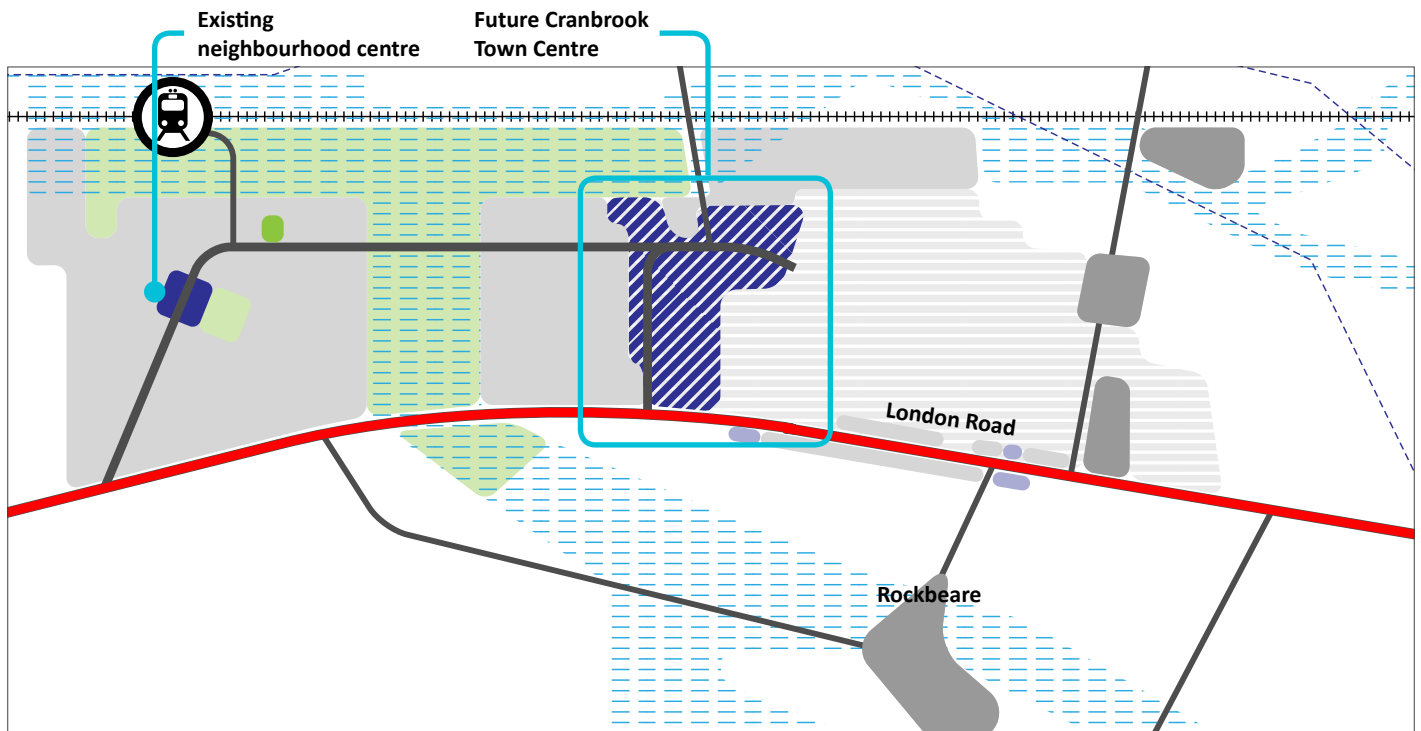 Existing
neighbourhood centre
Future Cranbrook
Town Centre
London Road
Rockbeare